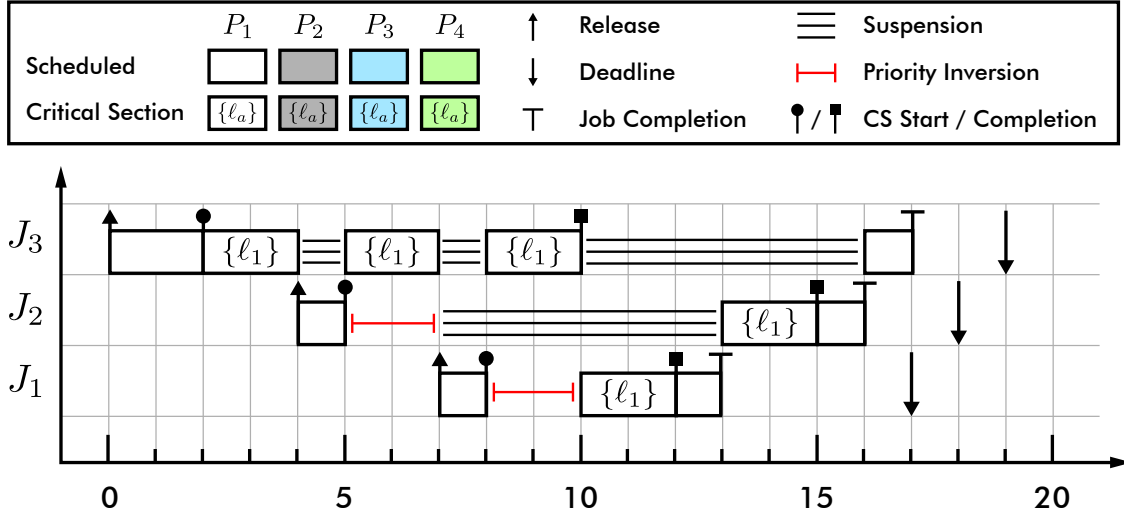 P₁ P₂ P₃ P₄ Release Suspension
Scheduled Deadline Priority Inversion
Critical Section {ℓₐ} {ℓₐ} {ℓₐ} {ℓₐ} Job Completion / CS Start / Completion
J₃ {ℓ₁} {ℓ₁} {ℓ₁}
J₂ {ℓ₁}
J₁ {ℓ₁}
0 5 10 15 20